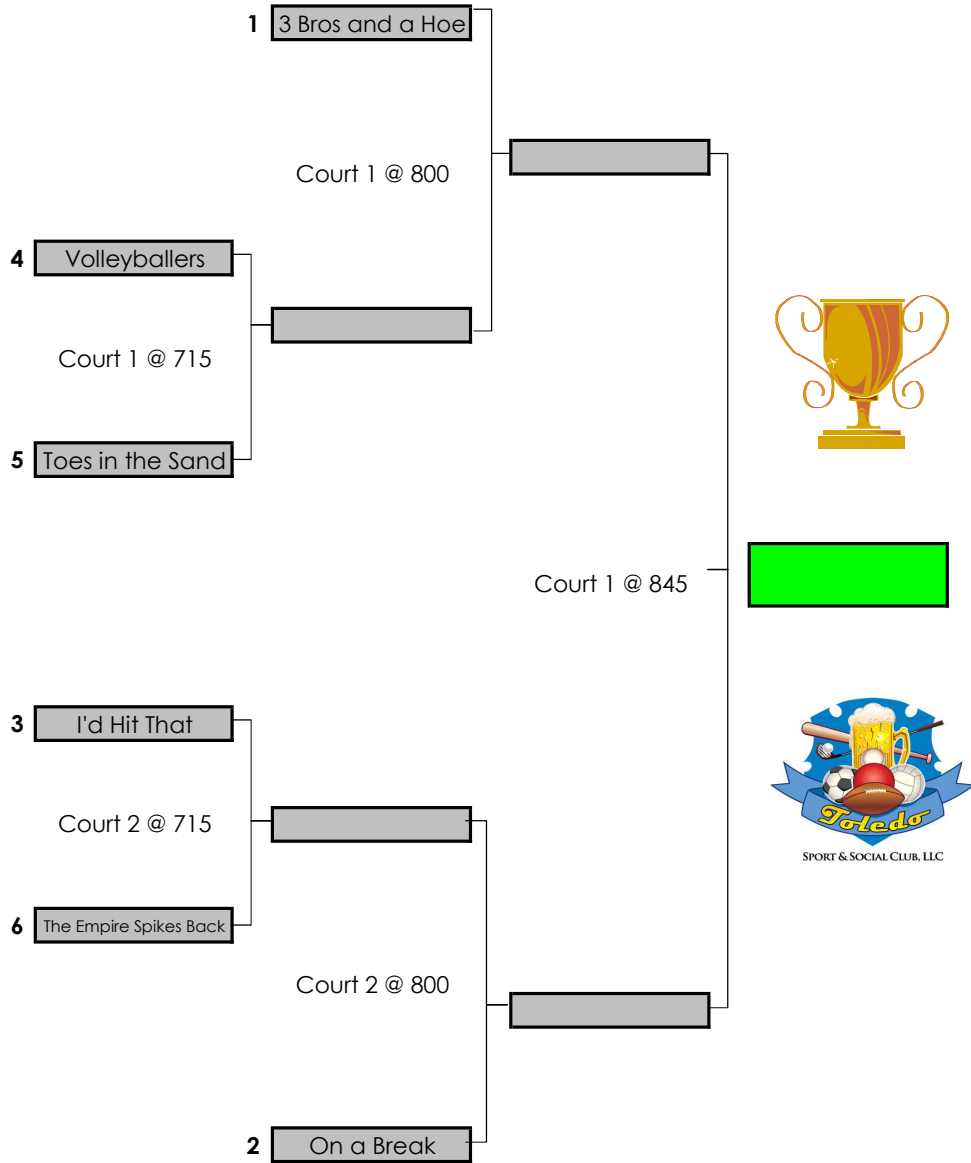 1 3 Bros and a Hoe
Court 1 @ 800
4 Volleyballers
Court 1 @ 715
5 Toes in the Sand
Court 1 @ 845
3 I'd Hit That
Court 2 @ 715
6 The Empire Spikes Back
Court 2 @ 800
2 On a Break
Toledo
SPORT & SOCIAL CLUB, LLC